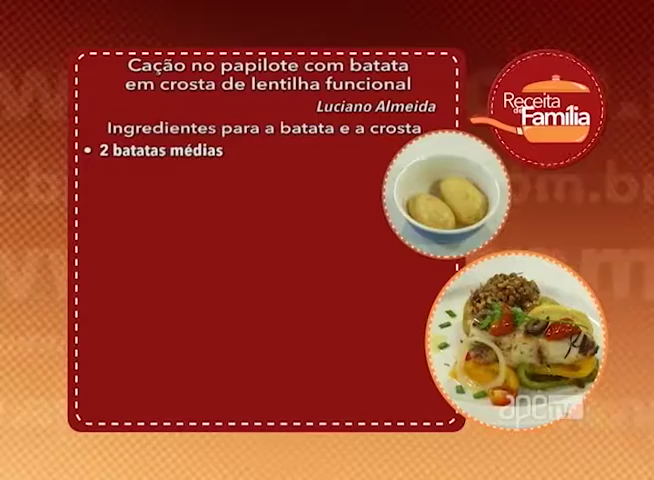 Cação no papilote com batata
em crosta de lentilha funcional
Luciano Almeida
Ingredientes para a batata e a crosta
• 2 batatas médias
Receita
de
Família
apetv